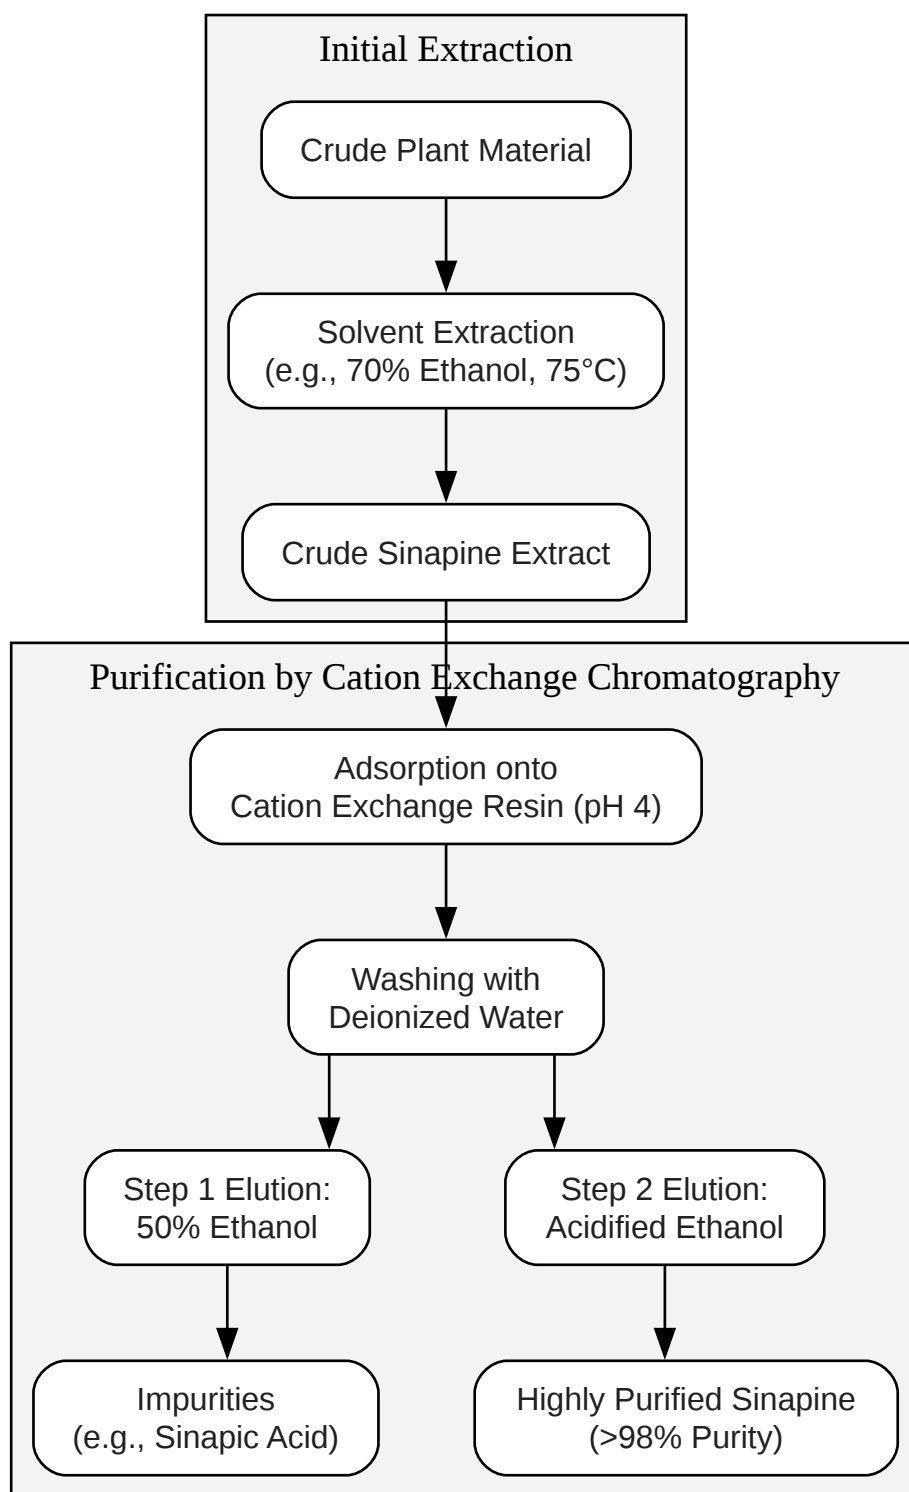 Initial Extraction
Crude Plant Material
Solvent Extraction
(e.g., 70% Ethanol, 75°C)
Crude Sinapine Extract
Purification by Cation Exchange Chromatography
Adsorption onto
Cation Exchange Resin (pH 4)
Washing with
Deionized Water
Step 1 Elution:
50% Ethanol
Step 2 Elution:
Acidified Ethanol
Impurities
(e.g., Sinapic Acid)
Highly Purified Sinapine
(>98% Purity)